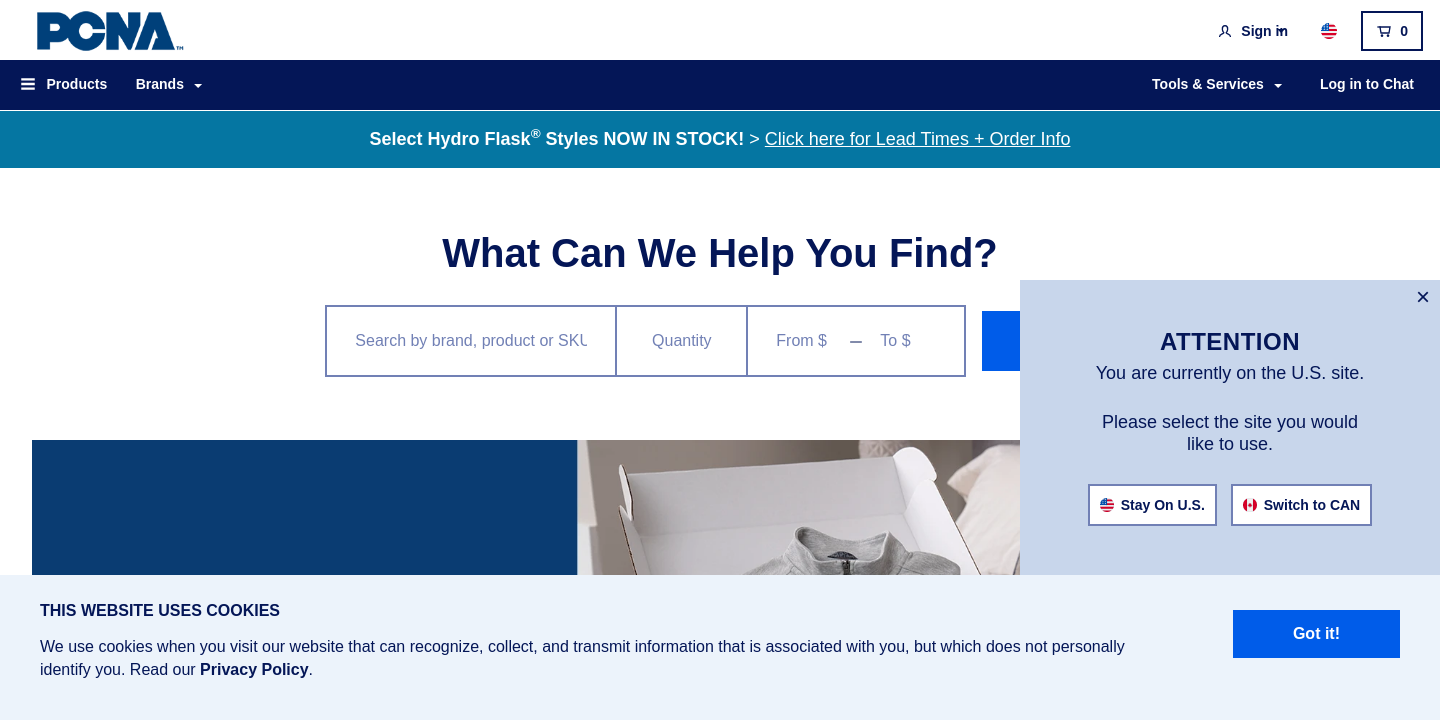 PCNA™
Sign in
0
Products
Brands
Tools & Services
Log in to Chat
Select Hydro Flask® Styles NOW IN STOCK! > Click here for Lead Times + Order Info
What Can We Help You Find?
Search by brand, product or SKU
Quantity
From $ — To $
×
ATTENTION
You are currently on the U.S. site.
Please select the site you would
like to use.
Stay On U.S.
Switch to CAN
THIS WEBSITE USES COOKIES
We use cookies when you visit our website that can recognize, collect, and transmit information that is associated with you, but which does not personally
identify you. Read our Privacy Policy.
Got it!